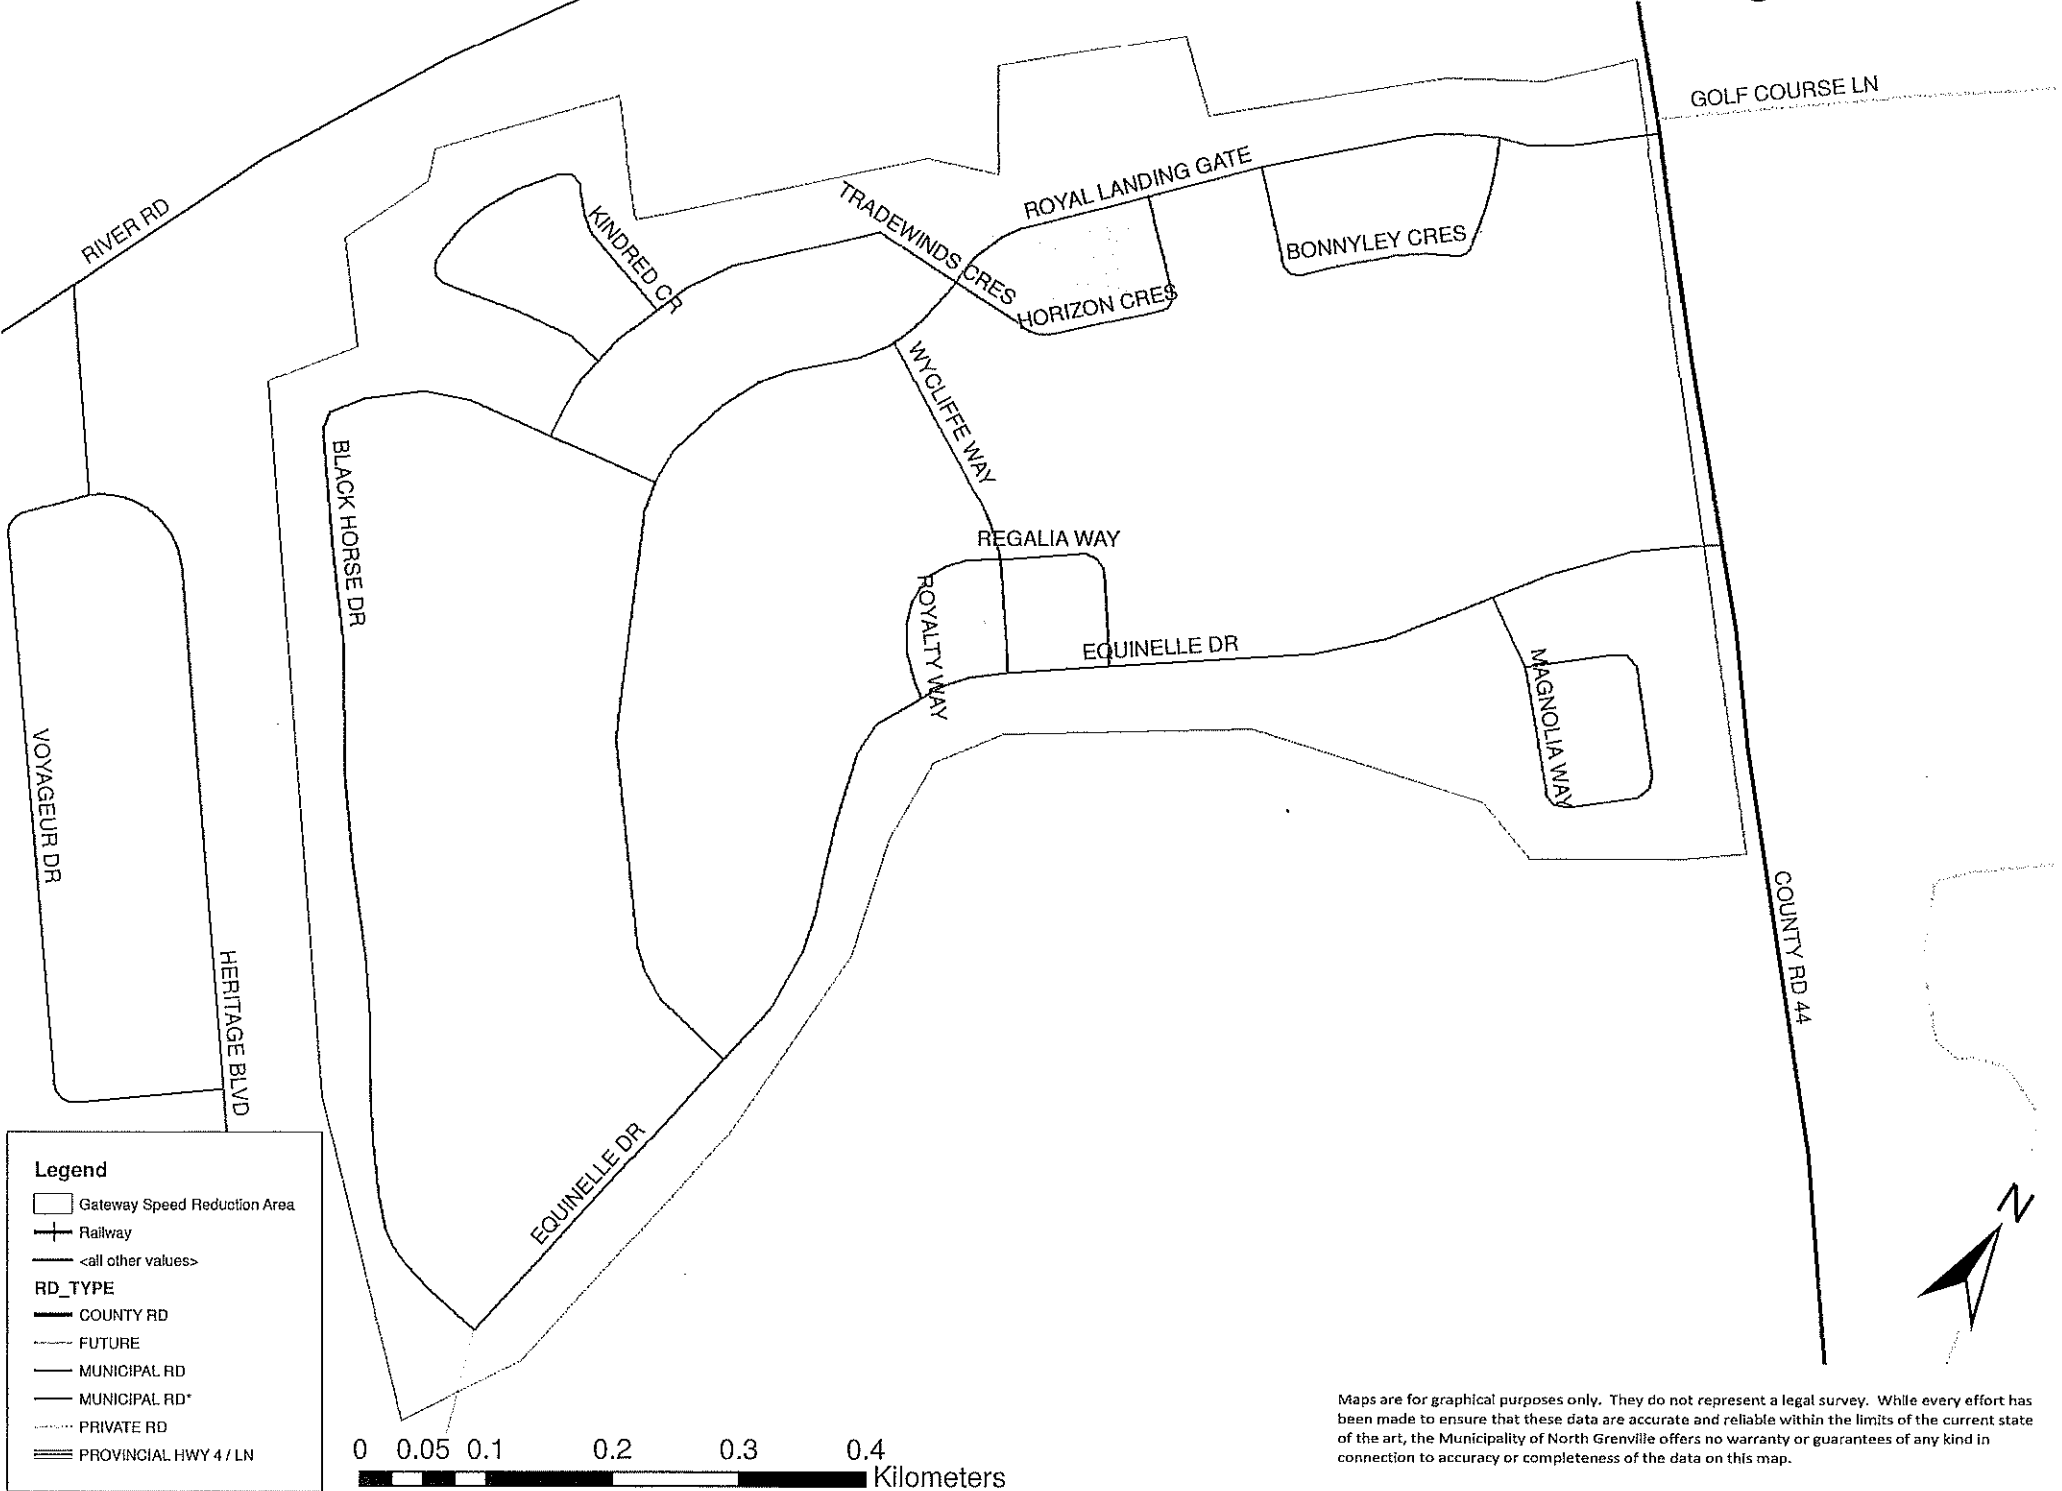 GOLF COURSE LN
ROYAL LANDING GATE
TRADEWINDS CRES
RIVER RD
KINDRED CR
BONNYLEY CRES
HORIZON CRES
WYCLIFFE WAY
BLACK HORSE DR
REGALIA WAY
ROYALTY WAY
EQUINELLE DR
MAGNOLIA WAY
VOYAGEUR DR
COUNTY RD 44
HERITAGE BLVD
EQUINELLE DR
Legend
Gateway Speed Reduction Area
Railway
<all other values>
RD_TYPE
COUNTY RD
FUTURE
MUNICIPAL RD
MUNICIPAL RD*
PRIVATE RD
PROVINCIAL HWY 4 / LN
N
0 0.05 0.1 0.2 0.3 0.4
Kilometers
Maps are for graphical purposes only. They do not represent a legal survey. While every effort has
been made to ensure that these data are accurate and reliable within the limits of the current state
of the art, the Municipality of North Grenville offers no warranty or guarantees of any kind in
connection to accuracy or completeness of the data on this map.